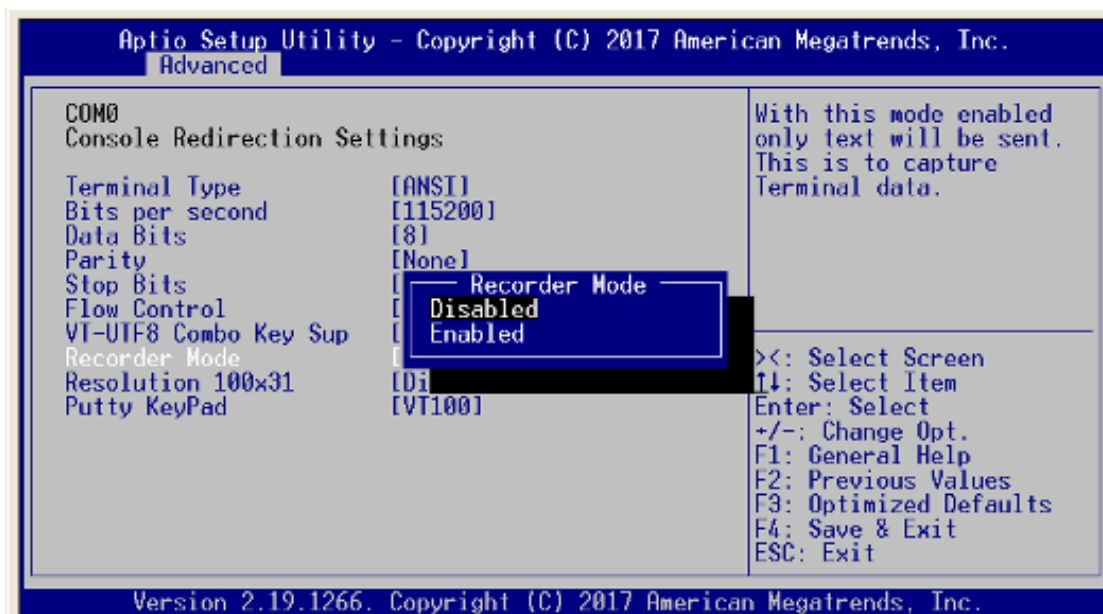 Aptio Setup Utility - Copyright (C) 2017 American Megatrends, Inc.
Advanced
COM0
Console Redirection Settings
Terminal Type [ANSI]
Bits per second [115200]
Data Bits [8]
Parity [None]
Stop Bits [
Flow Control [
VT-UTF8 Combo Key Sup [
Recorder Mode [
Resolution 100x31 [Di
Putty KeyPad [VT100]
Recorder Mode
Disabled
Enabled
With this mode enabled
only text will be sent.
This is to capture
Terminal data.
><: Select Screen
↑↓: Select Item
Enter: Select
+/-: Change Opt.
F1: General Help
F2: Previous Values
F3: Optimized Defaults
F4: Save & Exit
ESC: Exit
Version 2.19.1266. Copyright (C) 2017 American Megatrends, Inc.